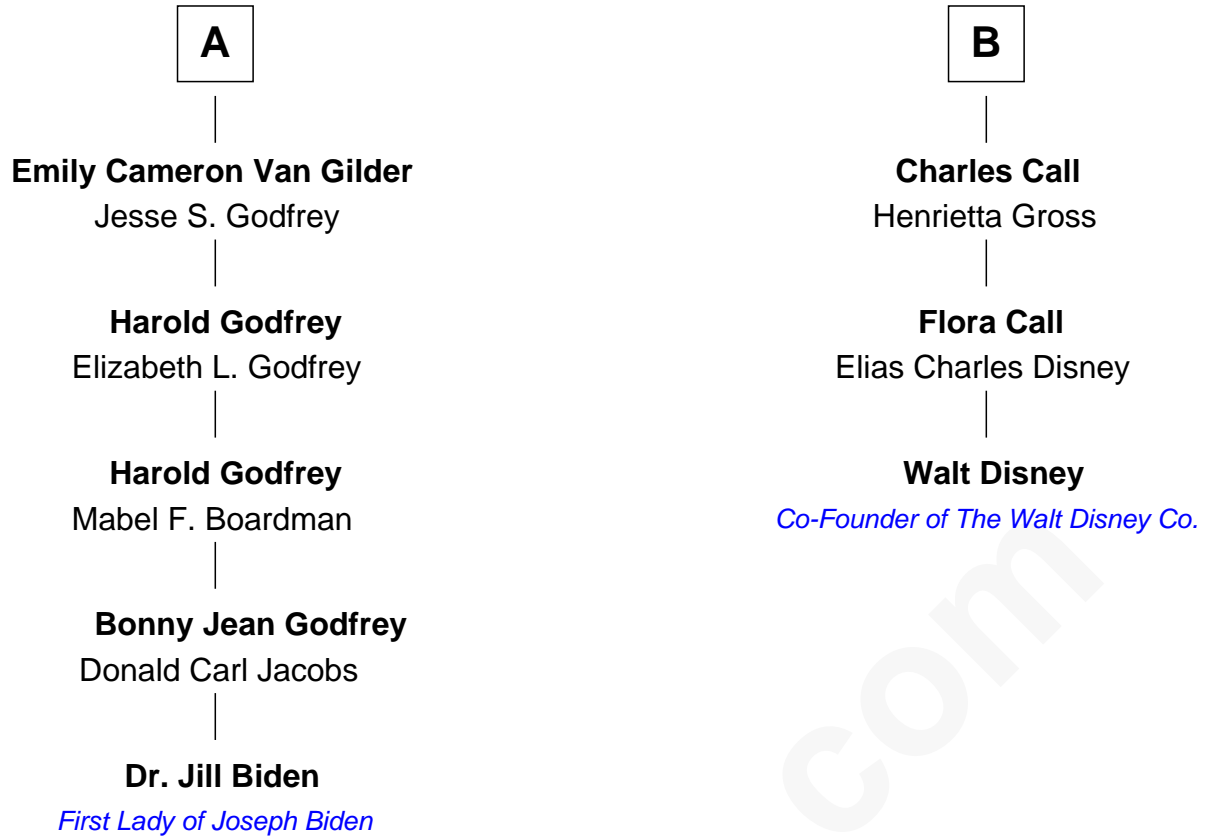 A
Emily Cameron Van Gilder
Jesse S. Godfrey
Harold Godfrey
Elizabeth L. Godfrey
Harold Godfrey
Mabel F. Boardman
Bonny Jean Godfrey
Donald Carl Jacobs
Dr. Jill Biden
First Lady of Joseph Biden
B
Charles Call
Henrietta Gross
Flora Call
Elias Charles Disney
Walt Disney
Co-Founder of The Walt Disney Co.
com